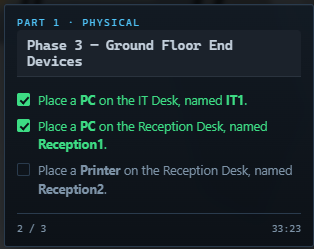 PART 1 · PHYSICAL
Phase 3 — Ground Floor End
Devices
Place a PC on the IT Desk, named IT1.
Place a PC on the Reception Desk, named
Reception1.
Place a Printer on the Reception Desk, named
Reception2.
2 / 3
33:23